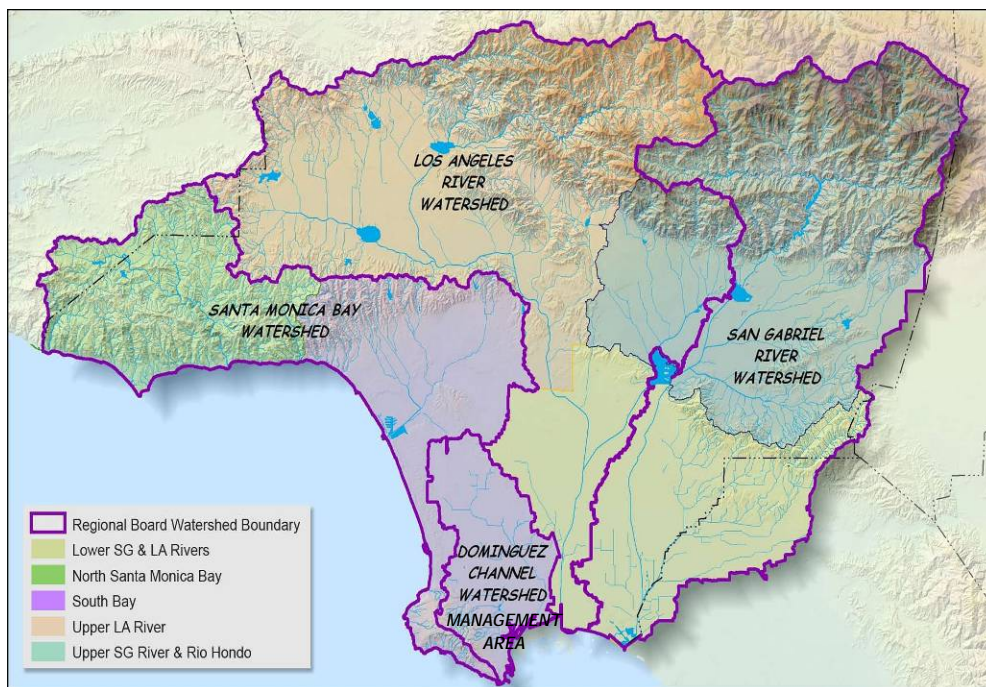 LOS ANGELES
RIVER
WATERSHED
SANTA MONICA BAY
WATERSHED
SAN GABRIEL
RIVER
WATERSHED
DOMINGUEZ
CHANNEL
WATERSHED
MANAGEMENT
AREA
Regional Board Watershed Boundary
Lower SG & LA Rivers
North Santa Monica Bay
South Bay
Upper LA River
Upper SG River & Rio Hondo